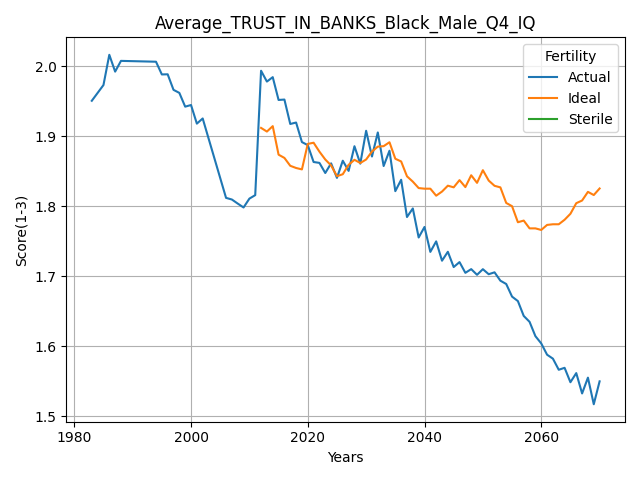 Average_TRUST_IN_BANKS_Black_Male_Q4_IQ
Fertility
Actual
Ideal
Sterile
Score(1-3)
2.0
1.9
1.8
1.7
1.6
1.5
1980 2000 2020 2040 2060
Years